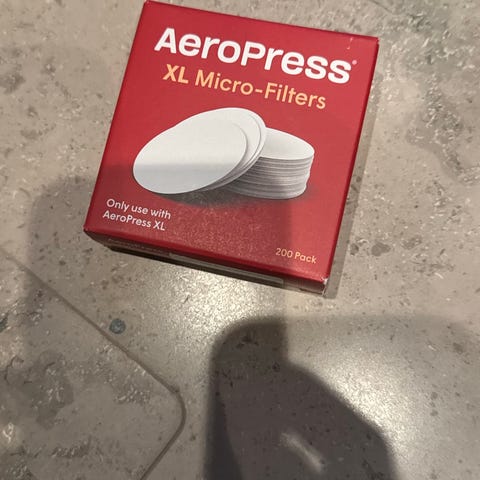 AeroPress®
XL Micro-Filters
Only use with
AeroPress XL
200 Pack